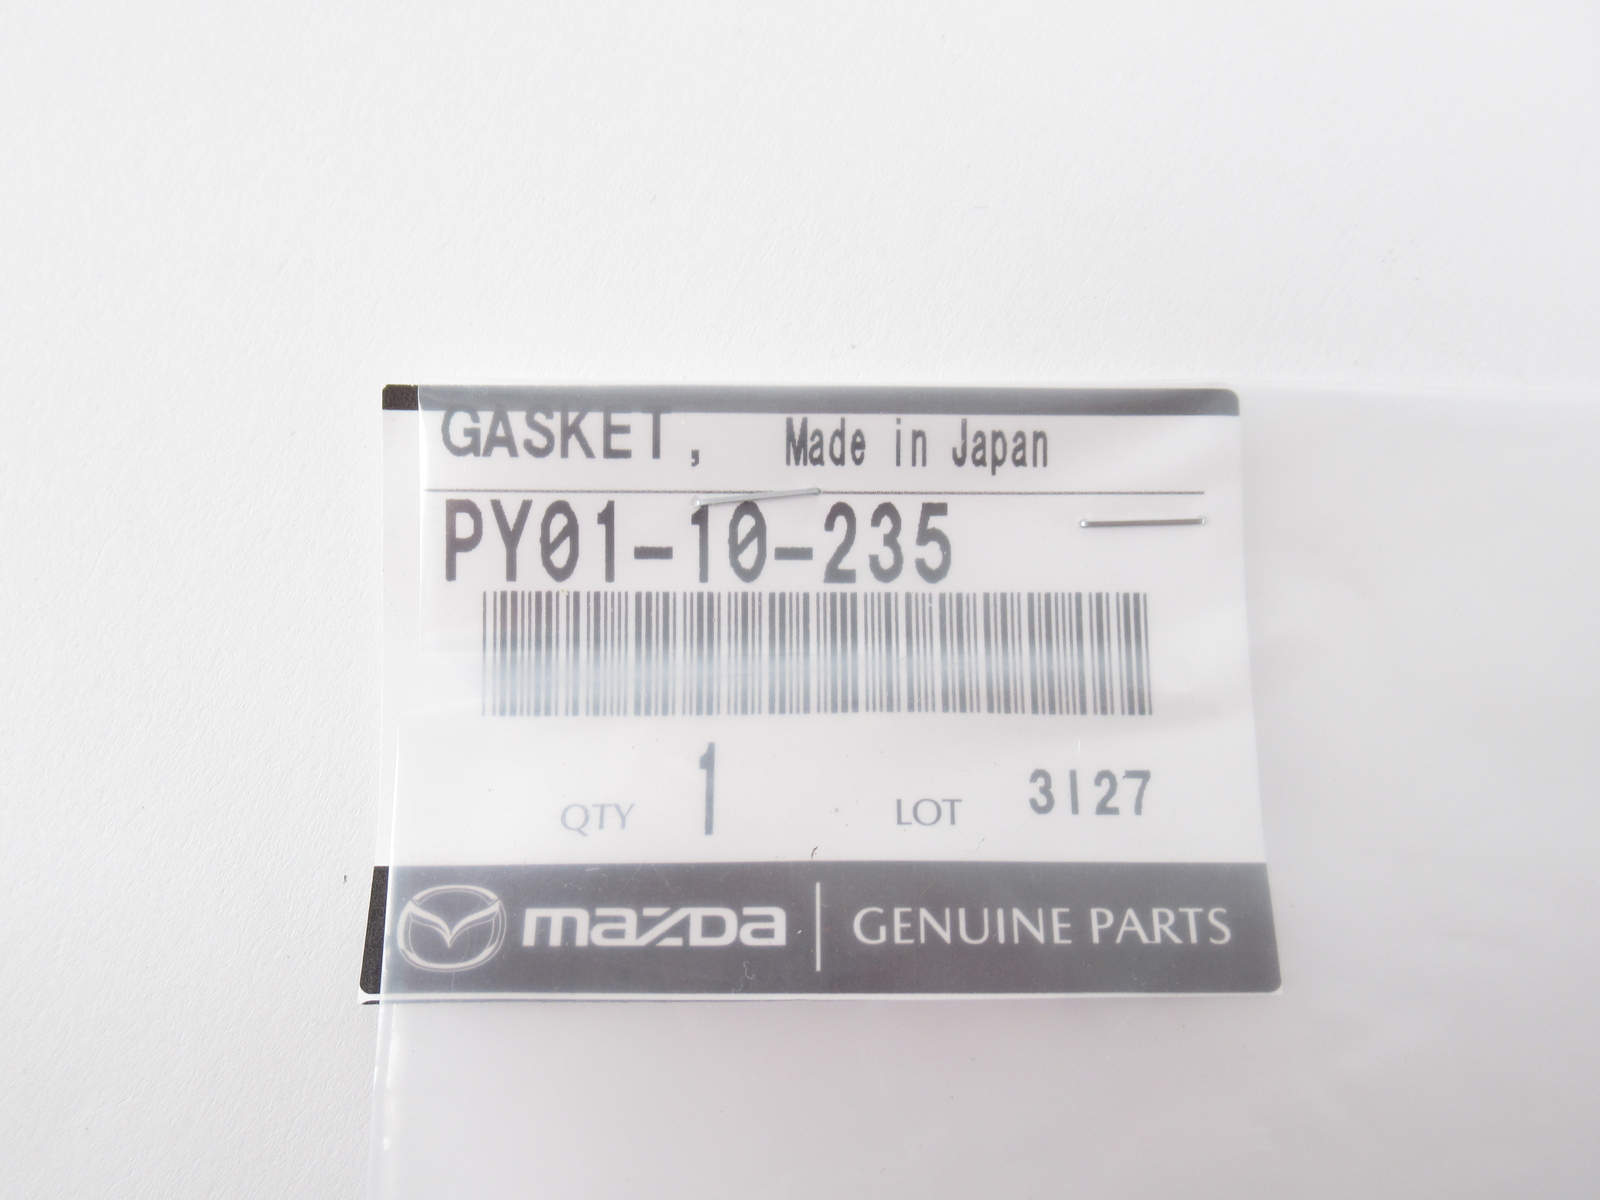 GASKET, Made in Japan
PY01-10-235
QTY 1 LOT 3127
mazda GENUINE PARTS